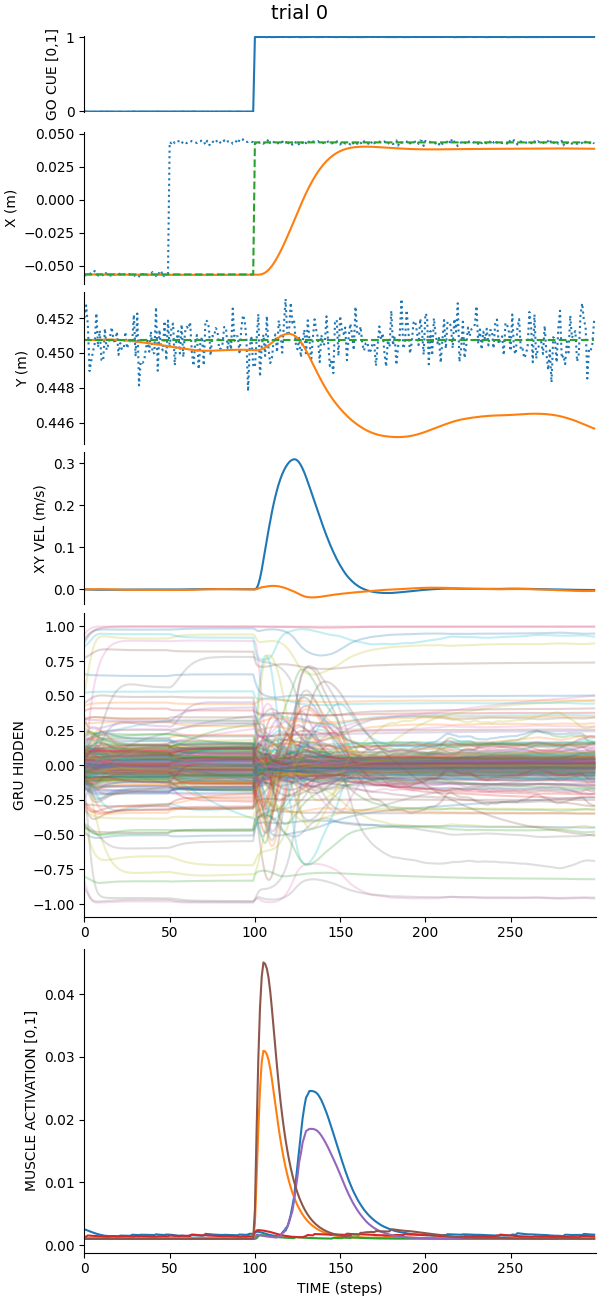 trial 0
GO CUE [0,1]
1
0
X (m)
0.050
0.025
0.000
−0.025
−0.050
Y (m)
0.452
0.450
0.448
0.446
XY VEL (m/s)
0.3
0.2
0.1
0.0
GRU HIDDEN
1.00
0.75
0.50
0.25
0.00
−0.25
−0.50
−0.75
−1.00
0 50 100 150 200 250
MUSCLE ACTIVATION [0,1]
0.04
0.03
0.02
0.01
0.00
0 50 100 150 200 250
TIME (steps)